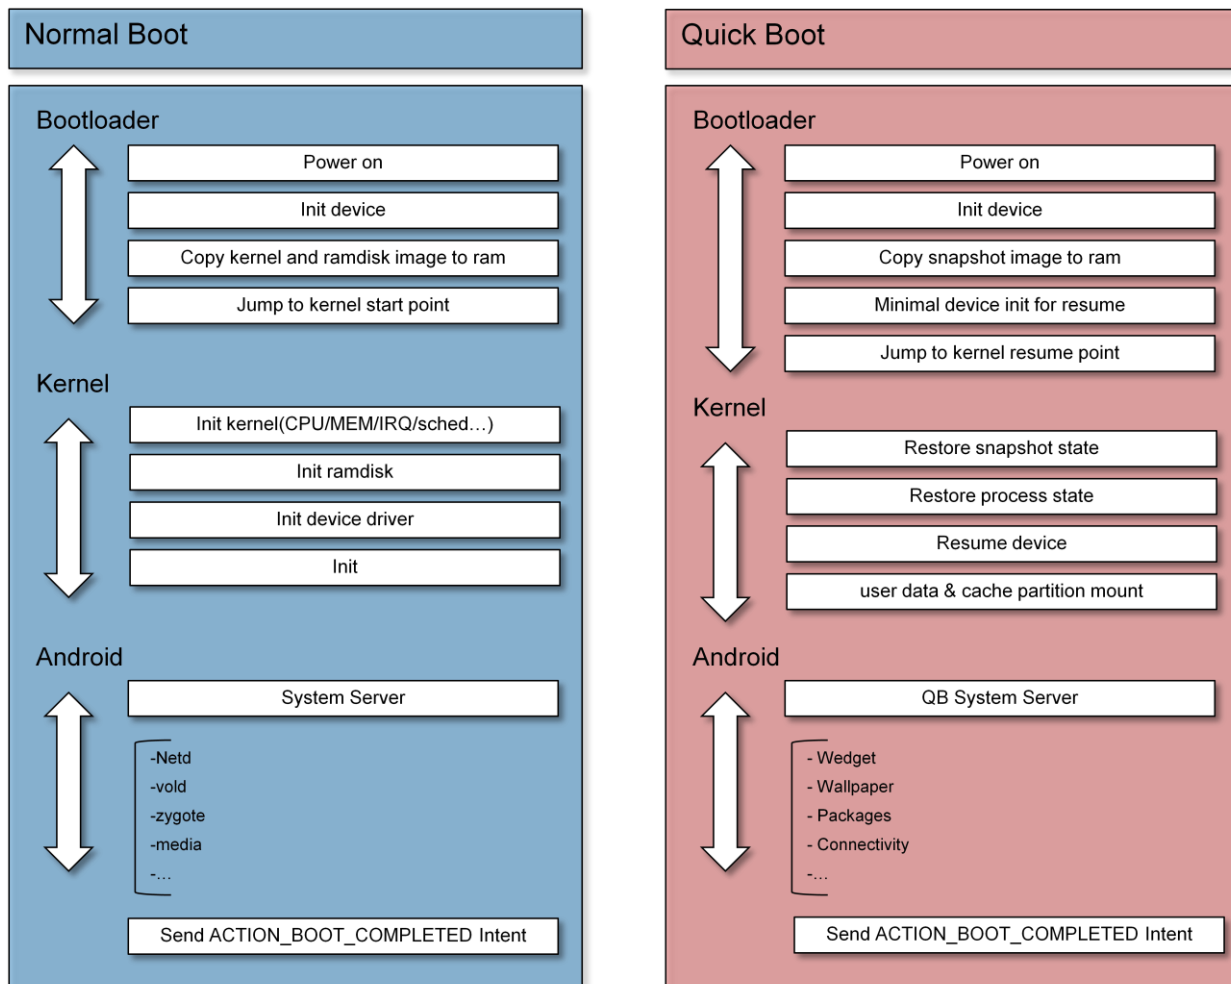 Normal Boot
Bootloader
Power on
Init device
Copy kernel and ramdisk image to ram
Jump to kernel start point
Kernel
Init kernel(CPU/MEM/IRQ/sched…)
Init ramdisk
Init device driver
Init
Android
System Server
-Netd
-vold
-zygote
-media
-…
Send ACTION_BOOT_COMPLETED Intent
Quick Boot
Bootloader
Power on
Init device
Copy snapshot image to ram
Minimal device init for resume
Jump to kernel resume point
Kernel
Restore snapshot state
Restore process state
Resume device
user data & cache partition mount
Android
QB System Server
- Wedget
- Wallpaper
- Packages
- Connectivity
-…
Send ACTION_BOOT_COMPLETED Intent